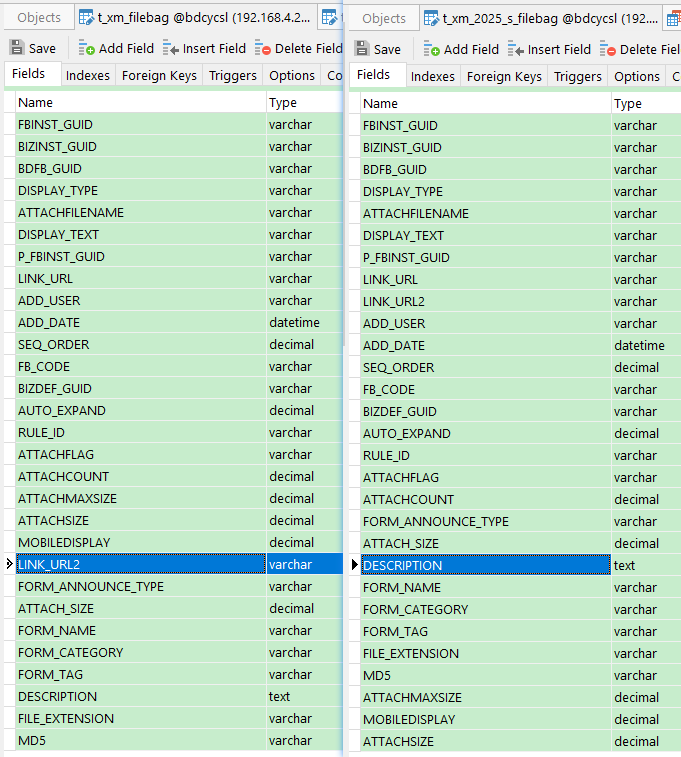 Objects t_xm_filebag @bdcycsl (192.168.4.2... t
Save Add Field Insert Field Delete Field
Fields Indexes Foreign Keys Triggers Options Co
Name Type
FBINST_GUID varchar
BIZINST_GUID varchar
BDFB_GUID varchar
DISPLAY_TYPE varchar
ATTACHFILENAME varchar
DISPLAY_TEXT varchar
P_FBINST_GUID varchar
LINK_URL varchar
ADD_USER varchar
ADD_DATE datetime
SEQ_ORDER decimal
FB_CODE varchar
BIZDEF_GUID varchar
AUTO_EXPAND decimal
RULE_ID varchar
ATTACHFLAG varchar
ATTACHCOUNT decimal
ATTACHMAXSIZE decimal
ATTACHSIZE decimal
MOBILEDISPLAY decimal
LINK_URL2 varchar
FORM_ANNOUNCE_TYPE varchar
ATTACH_SIZE decimal
FORM_NAME varchar
FORM_CATEGORY varchar
FORM_TAG varchar
DESCRIPTION text
FILE_EXTENSION varchar
MD5 varchar
Objects t_xm_2025_s_filebag @bdcycsl (192....
Save Add Field Insert Field Delete Field
Fields Indexes Foreign Keys Triggers Options C
Name Type
FBINST_GUID varchar
BIZINST_GUID varchar
BDFB_GUID varchar
DISPLAY_TYPE varchar
ATTACHFILENAME varchar
DISPLAY_TEXT varchar
P_FBINST_GUID varchar
LINK_URL varchar
LINK_URL2 varchar
ADD_USER varchar
ADD_DATE datetime
SEQ_ORDER decimal
FB_CODE varchar
BIZDEF_GUID varchar
AUTO_EXPAND decimal
RULE_ID varchar
ATTACHFLAG varchar
ATTACHCOUNT decimal
FORM_ANNOUNCE_TYPE varchar
ATTACH_SIZE decimal
DESCRIPTION text
FORM_NAME varchar
FORM_CATEGORY varchar
FORM_TAG varchar
FILE_EXTENSION varchar
MD5 varchar
ATTACHMAXSIZE decimal
MOBILEDISPLAY decimal
ATTACHSIZE decimal